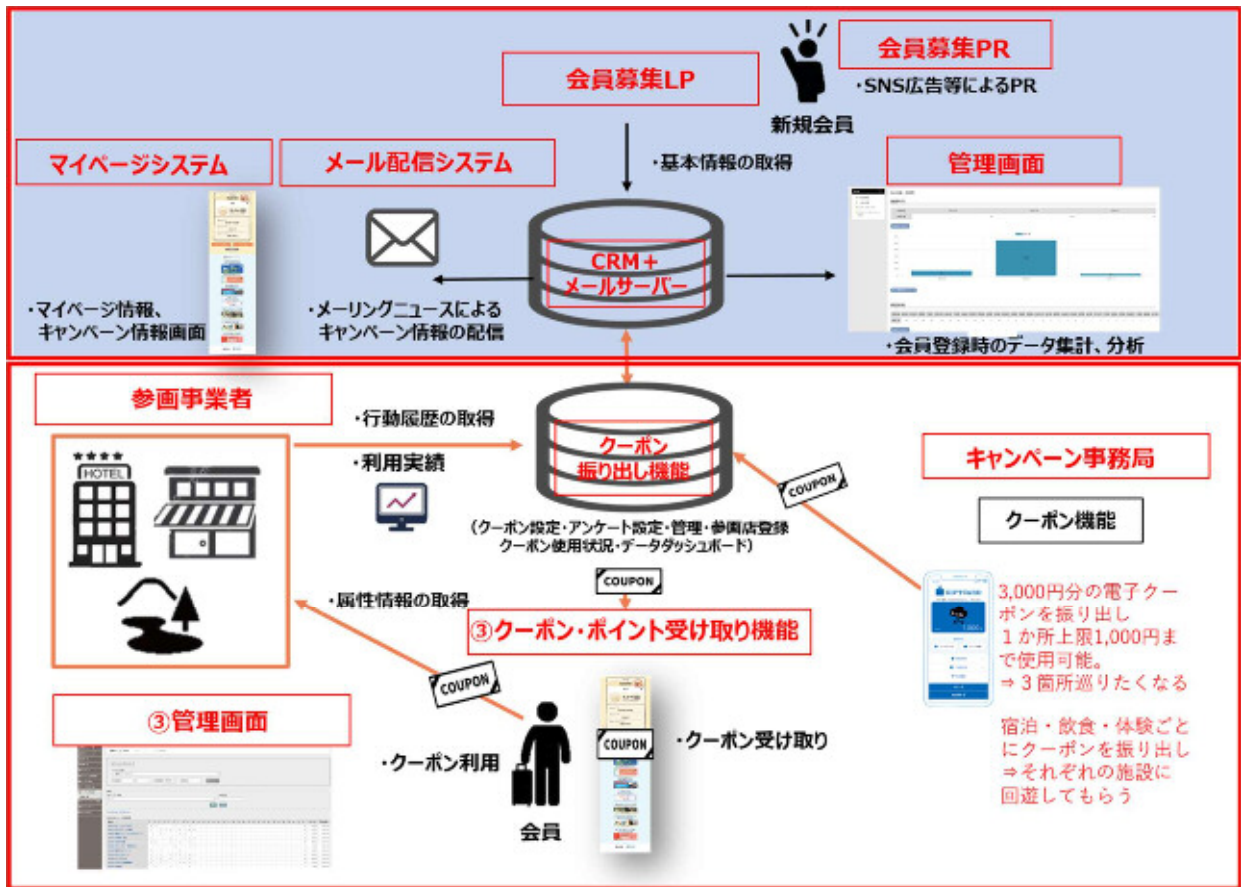 会員募集PR
・SNS広告等によるPR
会員募集LP
新規会員
・基本情報の取得
マイページシステム
メール配信システム
管理画面
CRM＋
メールサーバー
・マイページ情報、
キャンペーン情報画面
・メーリングニュースによる
キャンペーン情報の配信
・会員登録時のデータ集計、分析
参画事業者
・行動履歴の取得
・利用実績
HOTEL
クーポン
振り出し機能
（クーポン設定・アンケート設定・管理・参画店登録
クーポン使用状況・データダッシュボード）
COUPON
キャンペーン事務局
クーポン機能
COUPON
・属性情報の取得
③クーポン・ポイント受け取り機能
3,000円分の電子クー
ポンを振り出し
１か所上限1,000円ま
で使用可能。
⇒３箇所巡りたくなる
COUPON
③管理画面
COUPON
・クーポン受け取り
・クーポン利用
会員
宿泊・飲食・体験ごと
にクーポンを振り出し
⇒それぞれの施設に
回遊してもらう